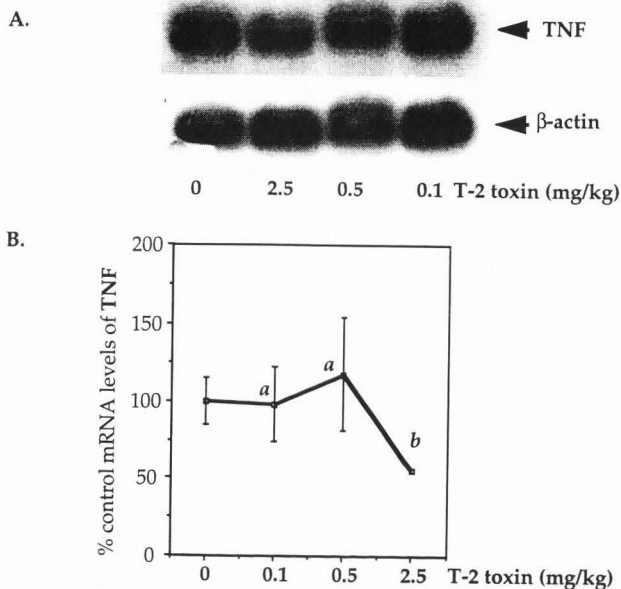 A.
TNF
β-actin
0 2.5 0.5 0.1 T-2 toxin (mg/kg)
B.
% control mRNA levels of TNF
200
150
100
50
0
a
a
b
0 0.1 0.5 2.5 T-2 toxin (mg/kg)